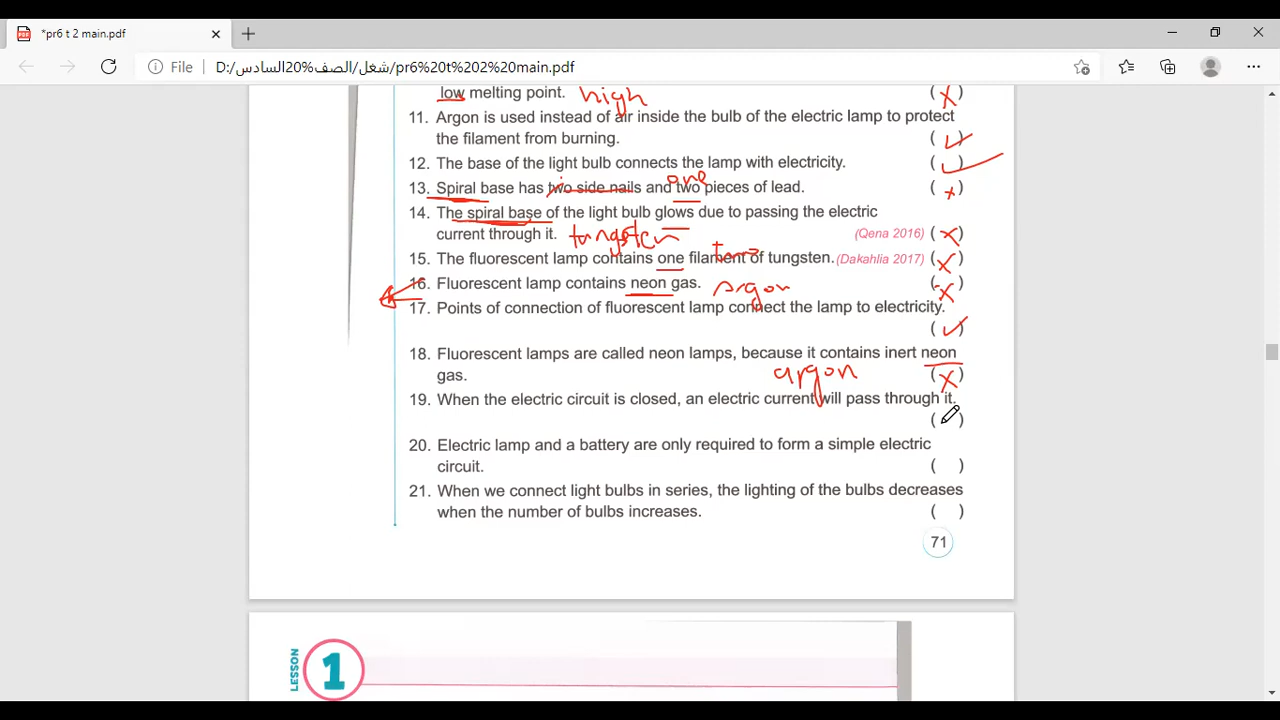 *pr6 t 2 main.pdf
File D:/شغل/الصف%20السادس/pr6%20t%202%20main.pdf
low melting point. high (X)
11. Argon is used instead of air inside the bulb of the electric lamp to protect
the filament from burning. (✓)
12. The base of the light bulb connects the lamp with electricity. (✓)
one
13. Spiral base has two side nails and two pieces of lead. (x)
14. The spiral base of the light bulb glows due to passing the electric
current through it. tungsten (Qena 2016) (X)
two
15. The fluorescent lamp contains one filament of tungsten. (Dakahlia 2017) (X)
16. Fluorescent lamp contains neon gas. argon (X)
17. Points of connection of fluorescent lamp connect the lamp to electricity.
(✓)
18. Fluorescent lamps are called neon lamps, because it contains inert neon
gas. argon (X)
19. When the electric circuit is closed, an electric current will pass through it.
( )
20. Electric lamp and a battery are only required to form a simple electric
circuit. ( )
21. When we connect light bulbs in series, the lighting of the bulbs decreases
when the number of bulbs increases. ( )
71
LESSON 1